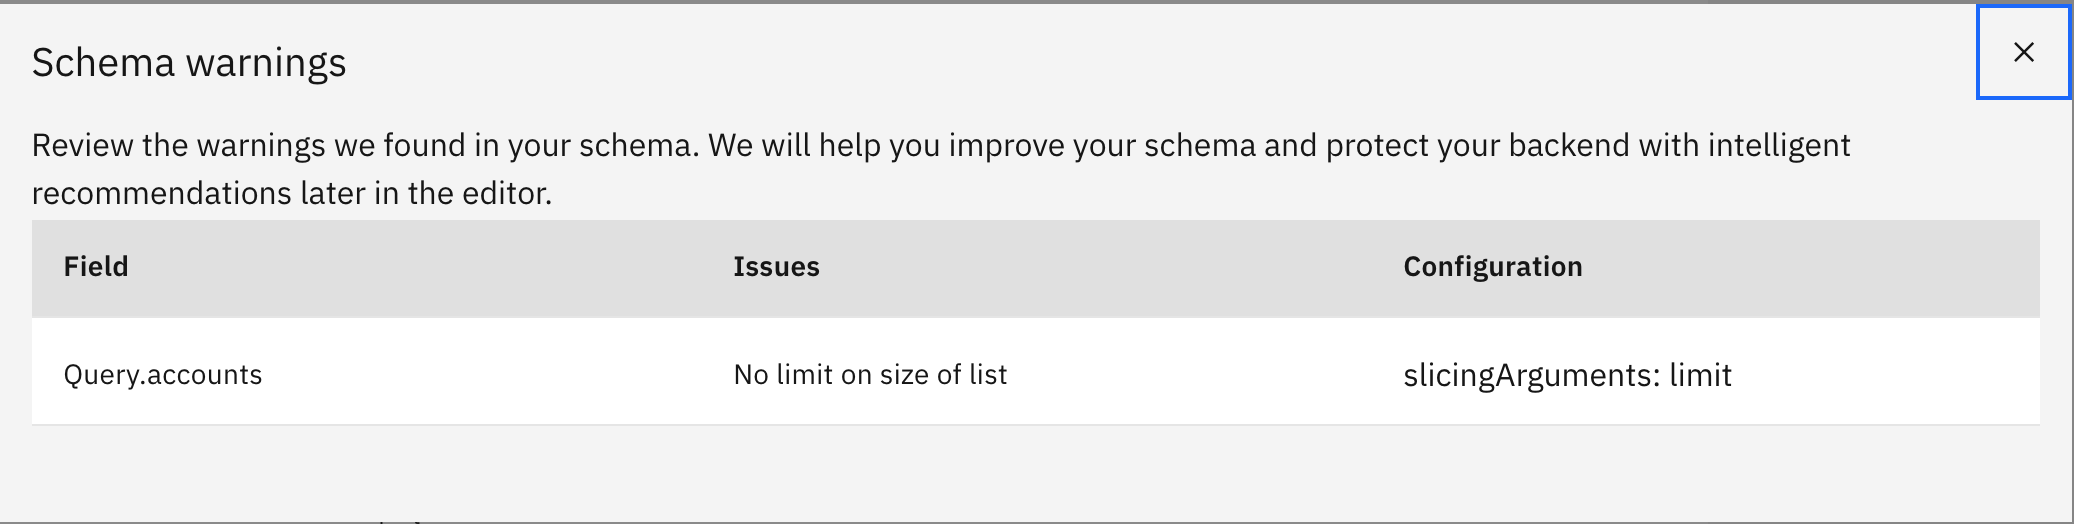 Schema warnings
Review the warnings we found in your schema. We will help you improve your schema and protect your backend with intelligent
recommendations later in the editor.
Field Issues Configuration
Query.accounts No limit on size of list slicingArguments: limit